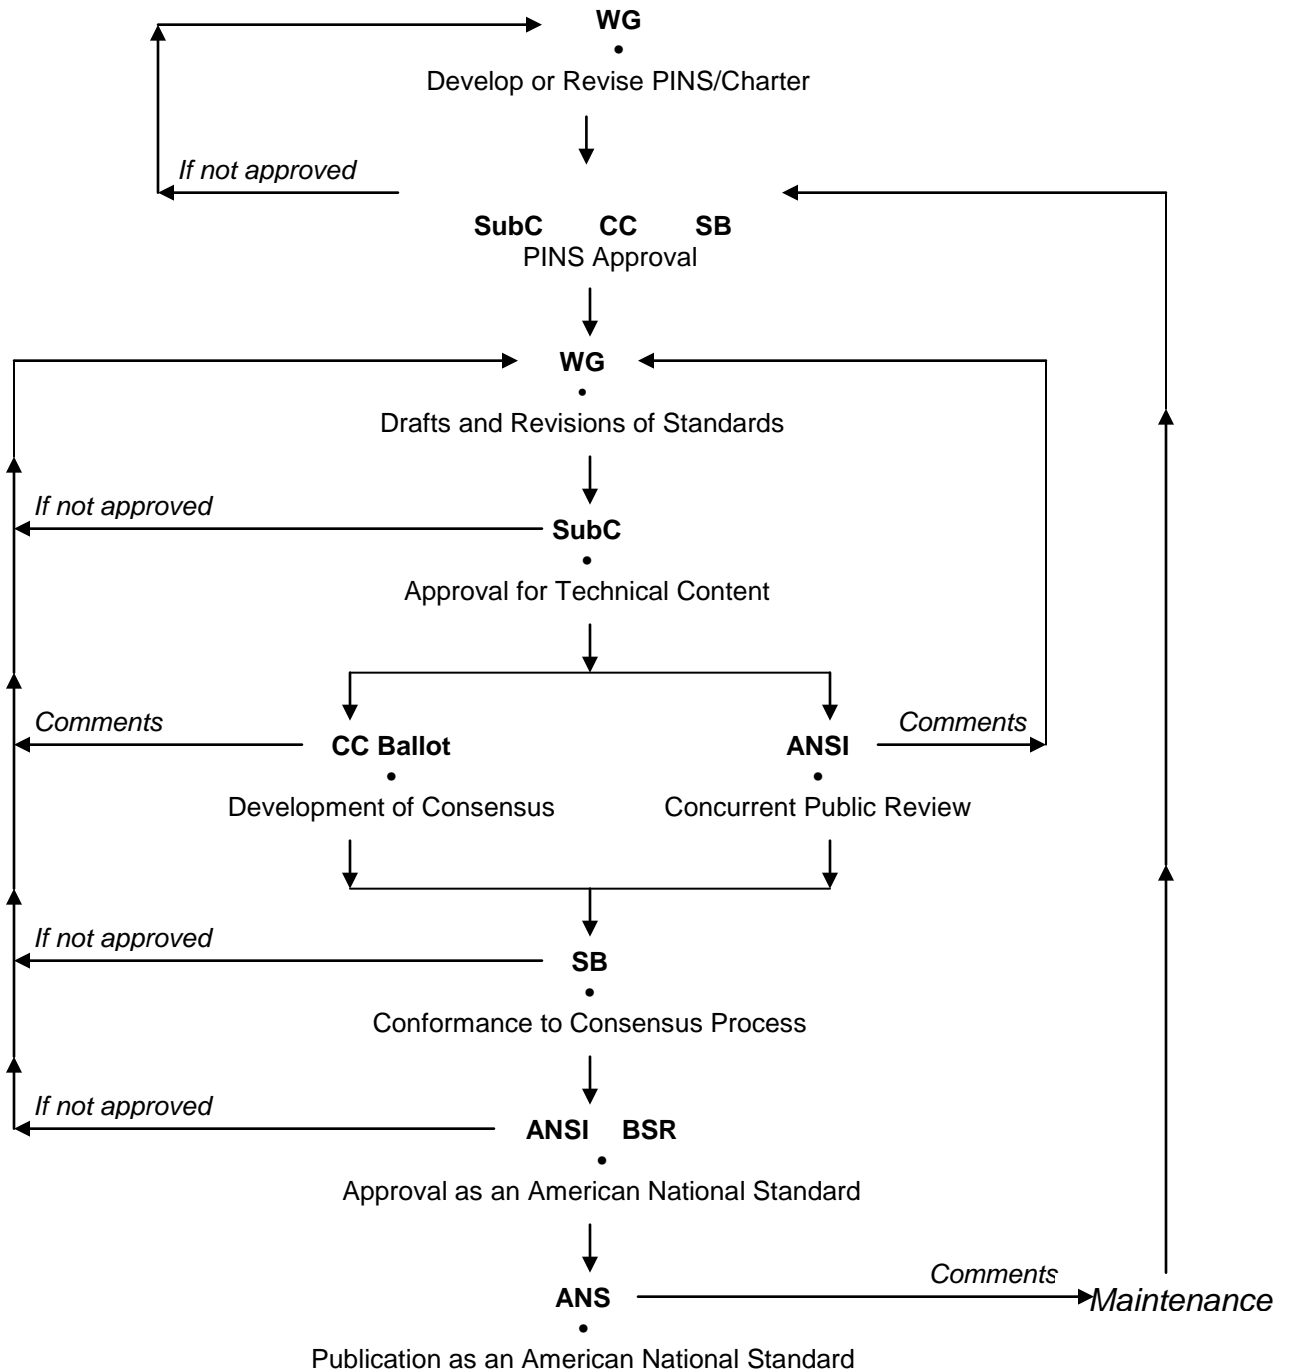 WG
•
Develop or Revise PINS/Charter
If not approved
SubC CC SB
PINS Approval
WG
•
Drafts and Revisions of Standards
If not approved
SubC
•
Approval for Technical Content
Comments
CC Ballot
•
Development of Consensus
ANSI
Comments
•
Concurrent Public Review
If not approved
SB
•
Conformance to Consensus Process
If not approved
ANSI BSR
•
Approval as an American National Standard
Comments
ANS
Maintenance
•
Publication as an American National Standard